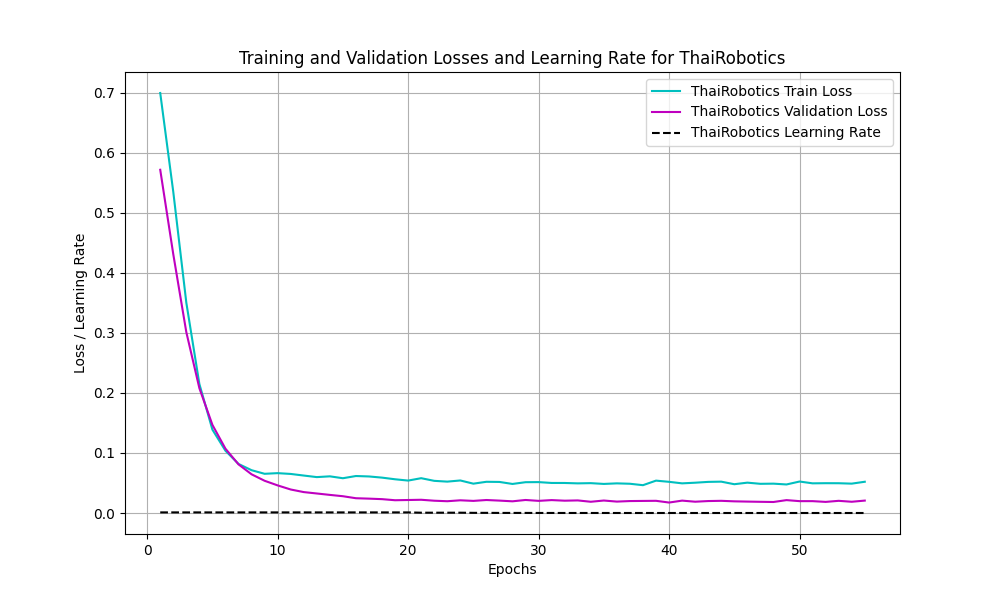 Training and Validation Losses and Learning Rate for ThaiRobotics
ThaiRobotics Train Loss
ThaiRobotics Validation Loss
ThaiRobotics Learning Rate
Loss / Learning Rate
0.7
0.6
0.5
0.4
0.3
0.2
0.1
0.0
0 10 20 30 40 50
Epochs